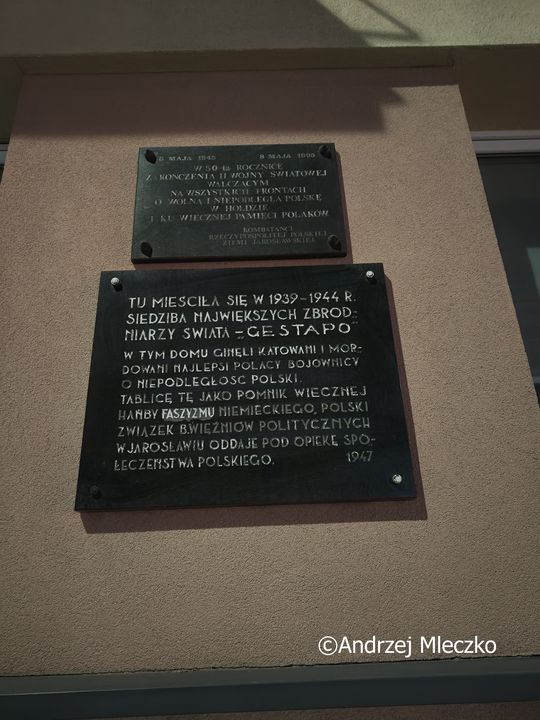 8 MAJA 1945 8 MAJA 1995
W 50-tą ROCZNICĘ
ZAKOŃCZENIA II WOJNY ŚWIATOWEJ
WALCZĄCYM
NA WSZYSTKICH FRONTACH
O WOLNĄ I NIEPODLEGŁĄ POLSKĘ
W HOŁDZIE
I KU WIECZNEJ PAMIĘCI POLAKÓW
KOMBATANCI
RZECZYPOSPOLITEJ POLSKIEJ
ZIEMI JAROSŁAWSKIEJ
TU MIEŚCIŁA SIĘ W 1939-1944 R.
SIEDZIBA NAJWIĘKSZYCH ZBROD-
NIARZY ŚWIATA - „GESTAPO"
W TYM DOMU GINĘLI KATOWANI I MOR-
DOWANI NAJLEPSI POLACY BOJOWNICY
O NIEPODLEGŁOŚĆ POLSKI.
TABLICĘ TĘ JAKO POMNIK WIECZNEJ
HAŃBY FASZYZMU NIEMIECKIEGO, POLSKI
ZWIĄZEK B.WIĘŹNIÓW POLITYCZNYCH
W JAROSŁAWIU ODDAJE POD OPIEKĘ SPO-
ŁECZEŃSTWA POLSKIEGO. 1947
©Andrzej Mleczko